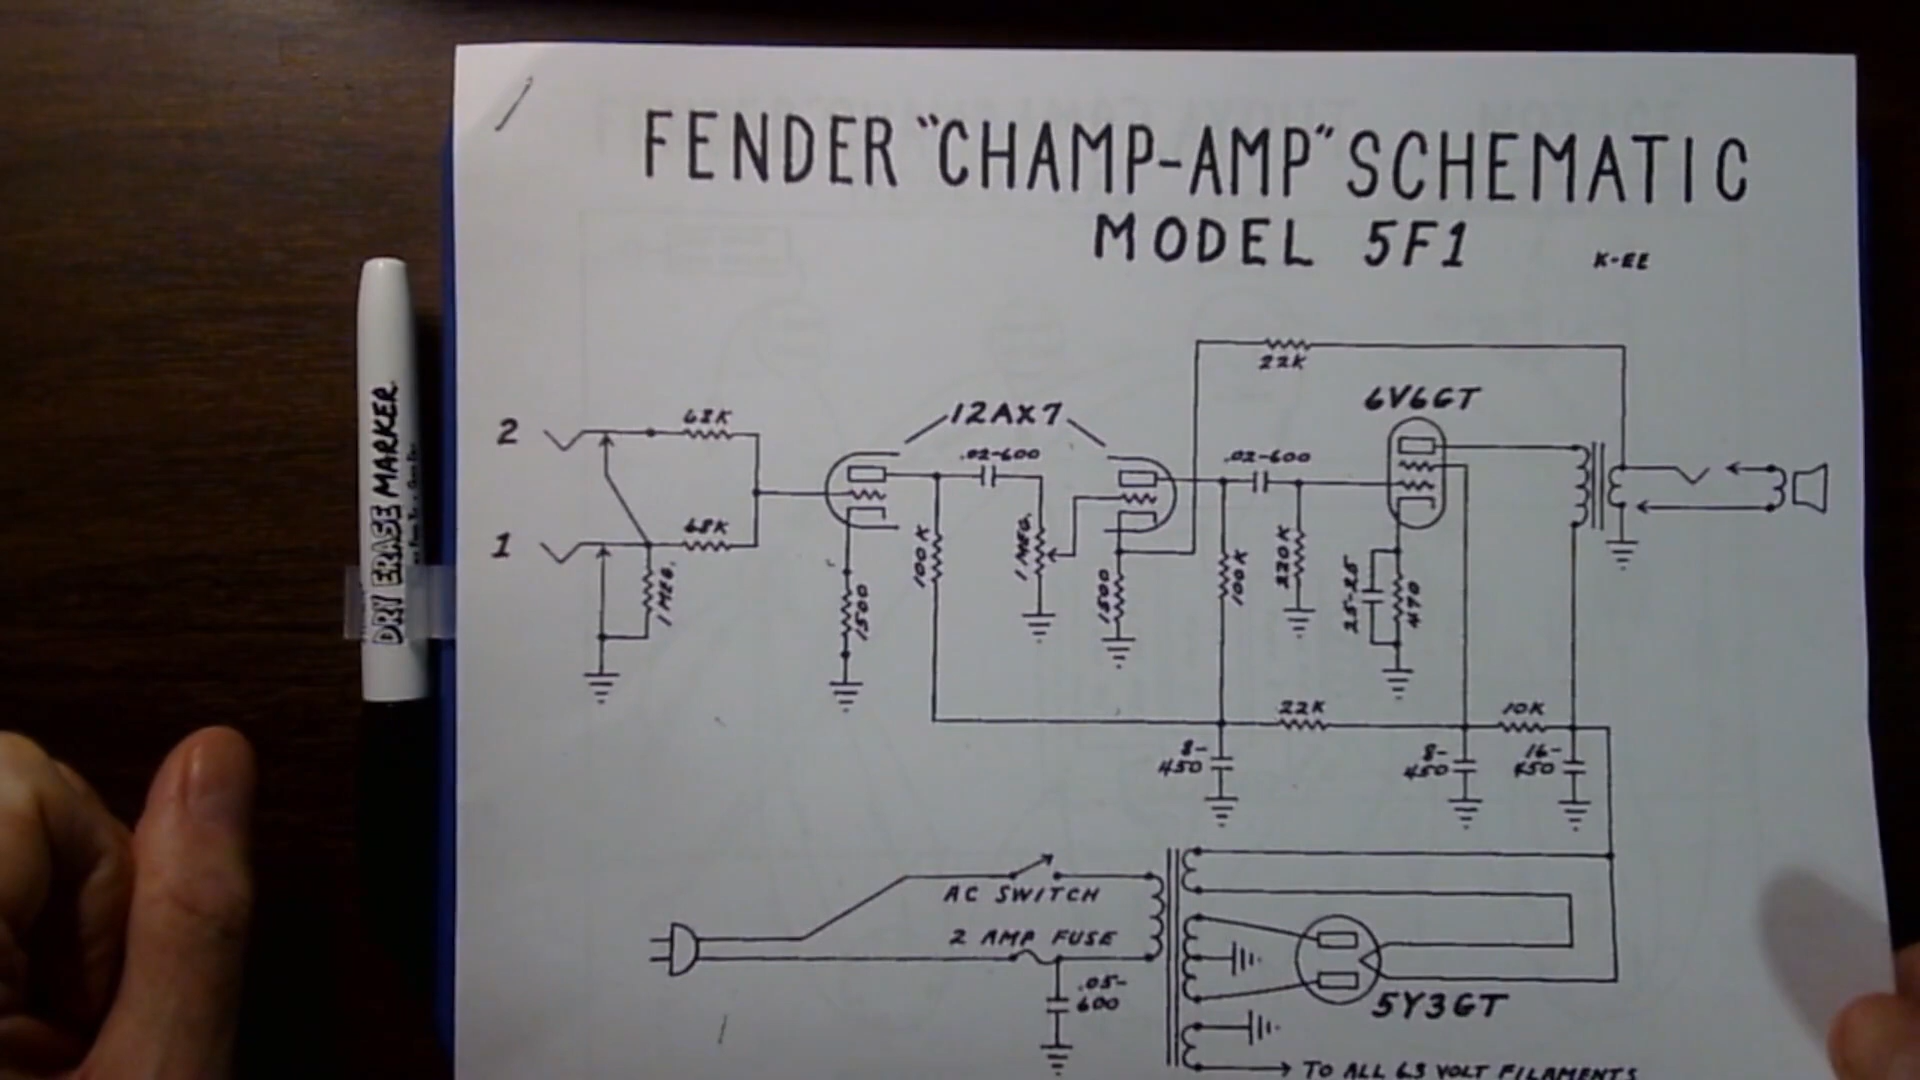 FENDER "CHAMP-AMP" SCHEMATIC
MODEL 5F1 K-EE
22K
6V6GT
12AX7
2 68K
.02-600
.02-600
1 68K
1 MEG.
1500
100K
1 MEG.
1500
100K
220K
25-25
470
22K
10K
8-
450
8-
450
16-
450
AC SWITCH
2 AMP FUSE
.05-
600
5Y3GT
TO ALL 6.3 VOLT FILAMENTS
DRY ERASE MARKER